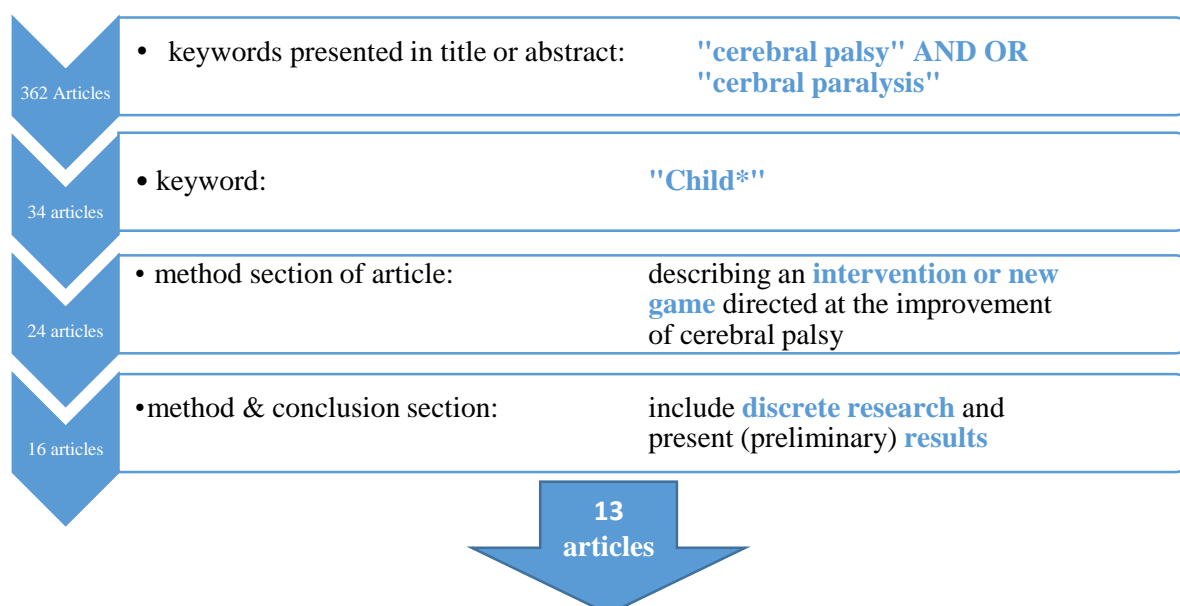 • keywords presented in title or abstract: "cerebral palsy" AND OR
"cerbral paralysis"
362 Articles
• keyword: "Child*"
34 articles
• method section of article: describing an intervention or new
game directed at the improvement
of cerebral palsy
24 articles
•method & conclusion section: include discrete research and
present (preliminary) results
16 articles
13
articles